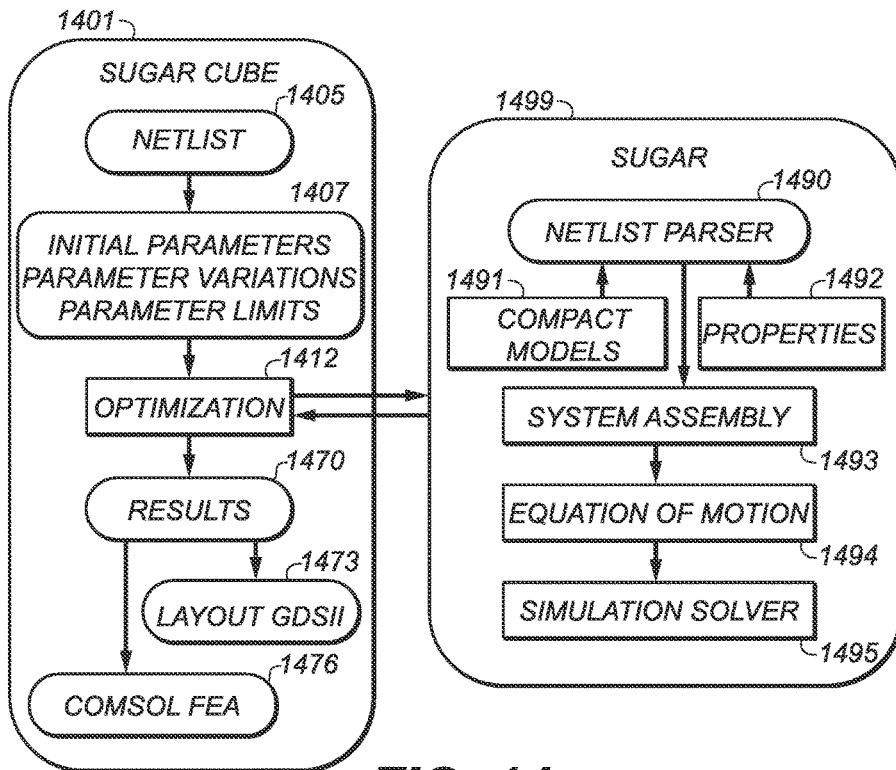 1401
SUGAR CUBE
1405
NETLIST
1407
INITIAL PARAMETERS
PARAMETER VARIATIONS
PARAMETER LIMITS
1412
OPTIMIZATION
1470
RESULTS
1473
LAYOUT GDSII
1476
COMSOL FEA
1499
SUGAR
1490
NETLIST PARSER
1491
COMPACT
MODELS
1492
PROPERTIES
SYSTEM ASSEMBLY
1493
EQUATION OF MOTION
1494
SIMULATION SOLVER
1495